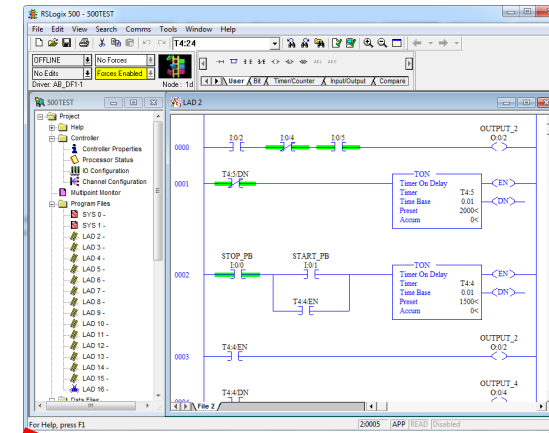 RSLogix 500 - 500TEST
File Edit View Search Comms Tools Window Help
T4:24
OFFLINE No Forces
No Edits Forces Enabled
Driver: AB_DF1-1 Node: 1d
User Bit Timer/Counter Input/Output Compare
500TEST
Project
Help
Controller
Controller Properties
Processor Status
IO Configuration
Channel Configuration
Multipoint Monitor
Program Files
SYS 0 -
SYS 1 -
LAD 2 -
LAD 3 -
LAD 4 -
LAD 5 -
LAD 6 -
LAD 7 -
LAD 8 -
LAD 9 -
LAD 10 -
LAD 11 -
LAD 12 -
LAD 13 -
LAD 14 -
LAD 15 -
LAD 16 -
Data Files
LAD 2
OUTPUT_2
I:0/2 I:0/4 I:0/5 O:0/2
0000
T4:5/DN TON
0001
Timer On Delay EN
Timer T4:5
Time Base 0.01 DN
Preset 2000<
Accum 0<
STOP_PB START_PB
I:0/0 I:0/1 TON
0002
Timer On Delay EN
Timer T4:4
Time Base 0.01 DN
Preset 1500<
Accum 0<
T4:4/EN
OUTPUT_2
T4:4/EN O:0/2
0003
OUTPUT_4
T4:4/DN O:0/4
File 2
For Help, press F1
2:0005 APP READ Disabled